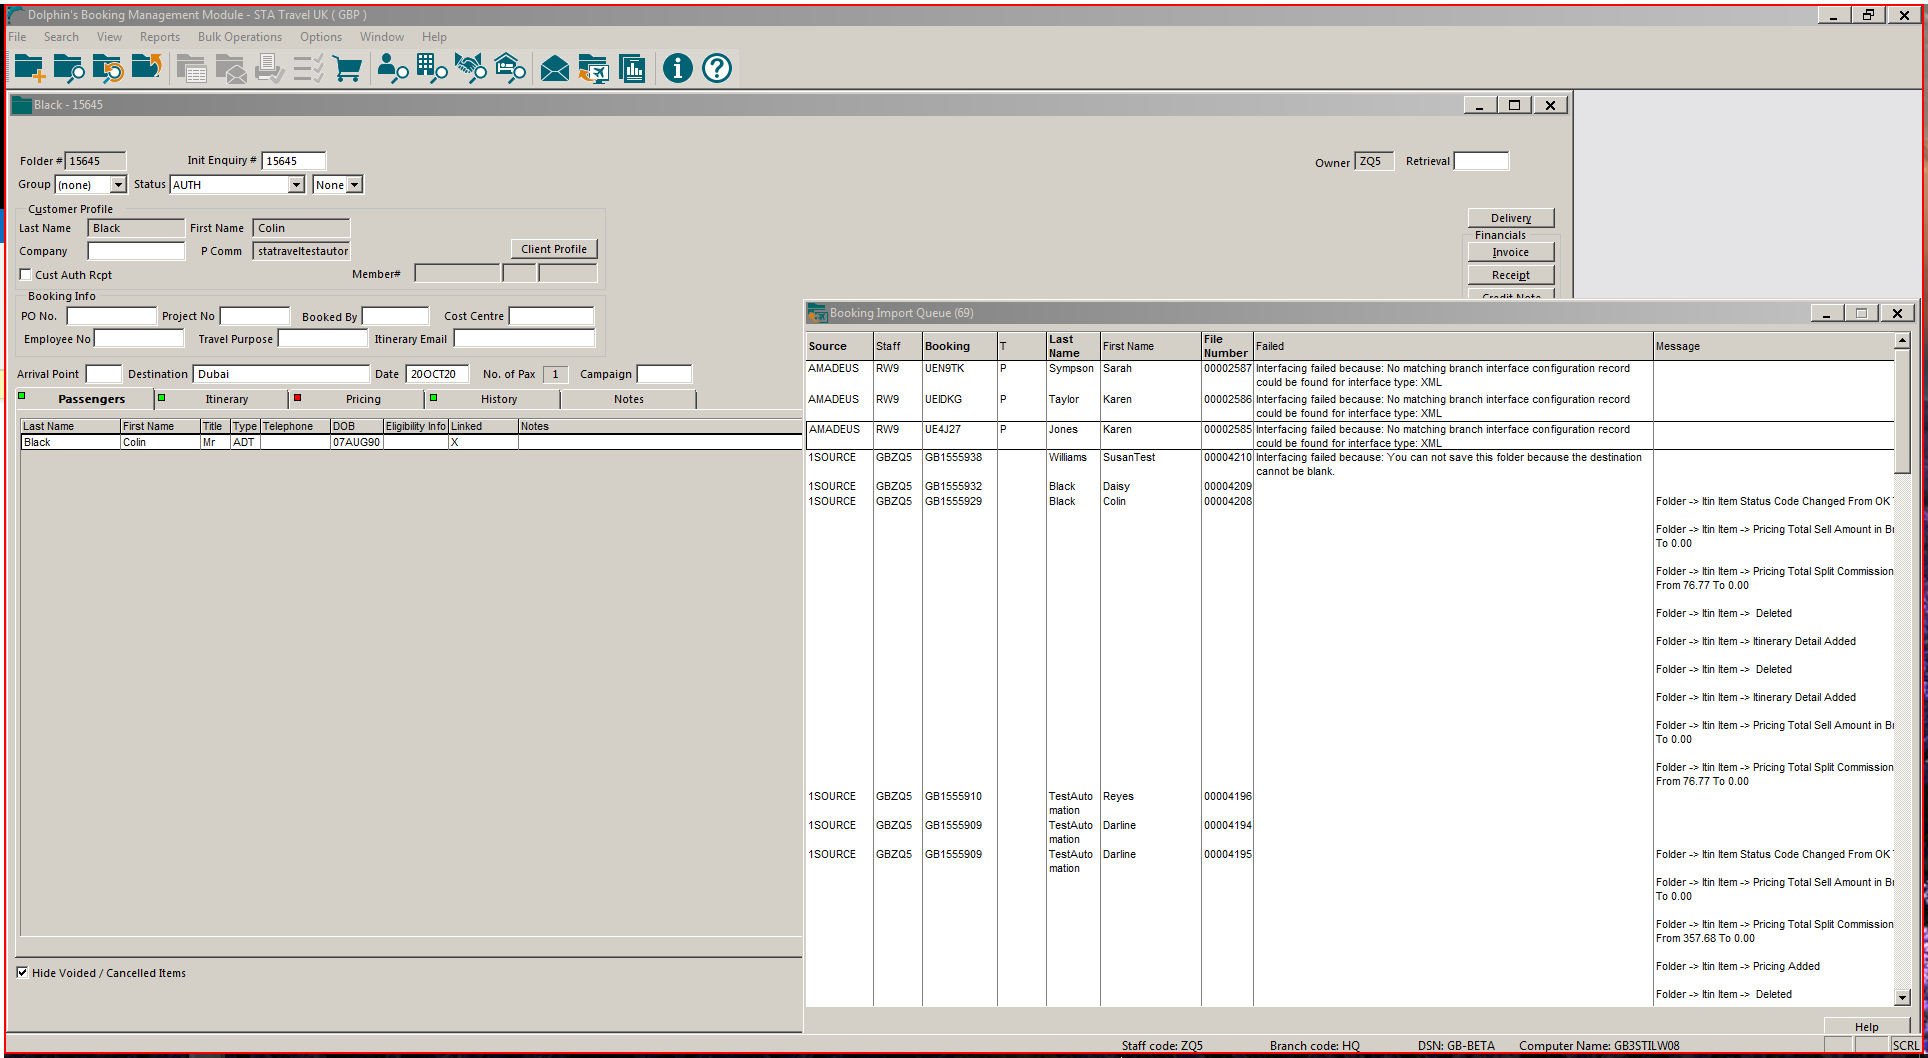 Dolphin's Booking Management Module - STA Travel UK ( GBP )
File Search View Reports Bulk Operations Options Window Help
Black - 15645
Folder # 15645 Init Enquiry # 15645 Owner ZQ5 Retrieval
Group (none) Status AUTH None
Customer Profile
Last Name Black First Name Colin
Company P Comm statraveltestautor Client Profile
Cust Auth Rcpt Member#
Delivery
Financials
Invoice
Receipt
Credit Note
Booking Info
PO No. Project No Booked By Cost Centre
Employee No Travel Purpose Itinerary Email
Arrival Point Destination Dubai Date 20OCT20 No. of Pax 1 Campaign
Passengers Itinerary Pricing History Notes
Last Name First Name Title Type Telephone DOB Eligibility Info Linked Notes
Black Colin Mr ADT 07AUG90 X
Hide Voided / Cancelled Items
Booking Import Queue (69)
Source Staff Booking T Last Name First Name File Number Failed Message
AMADEUS RW9 UEN9TK P Sympson Sarah 00002587 Interfacing failed because: No matching branch interface configuration record
could be found for interface type: XML
AMADEUS RW9 UEIDKG P Taylor Karen 00002586 Interfacing failed because: No matching branch interface configuration record
could be found for interface type: XML
AMADEUS RW9 UE4J27 P Jones Karen 00002585 Interfacing failed because: No matching branch interface configuration record
could be found for interface type: XML
1SOURCE GBZQ5 GB1555938 Williams SusanTest 00004210 Interfacing failed because: You can not save this folder because the destination
cannot be blank.
1SOURCE GBZQ5 GB1555932 Black Daisy 00004209
1SOURCE GBZQ5 GB1555929 Black Colin 00004208 Folder -> Itin Item Status Code Changed From OK
Folder -> Itin Item -> Pricing Total Sell Amount in
To 0.00
Folder -> Itin Item -> Pricing Total Split Commission
From 76.77 To 0.00
Folder -> Itin Item -> Deleted
Folder -> Itin Item -> Itinerary Detail Added
Folder -> Itin Item -> Deleted
Folder -> Itin Item -> Itinerary Detail Added
Folder -> Itin Item -> Pricing Total Sell Amount in
To 0.00
Folder -> Itin Item -> Pricing Total Split Commission
From 76.77 To 0.00
1SOURCE GBZQ5 GB1555910 TestAuto Reyes 00004196
mation
1SOURCE GBZQ5 GB1555909 TestAuto Darline 00004194
mation
1SOURCE GBZQ5 GB1555909 TestAuto Darline 00004195 Folder -> Itin Item Status Code Changed From OK
mation
Folder -> Itin Item -> Pricing Total Sell Amount in
To 0.00
Folder -> Itin Item -> Pricing Total Split Commission
From 357.68 To 0.00
Folder -> Itin Item -> Pricing Added
Folder -> Itin Item -> Deleted
Help
Staff code: ZQ5 Branch code: HQ DSN: GB-BETA Computer Name: GB3STILW08 SCRL